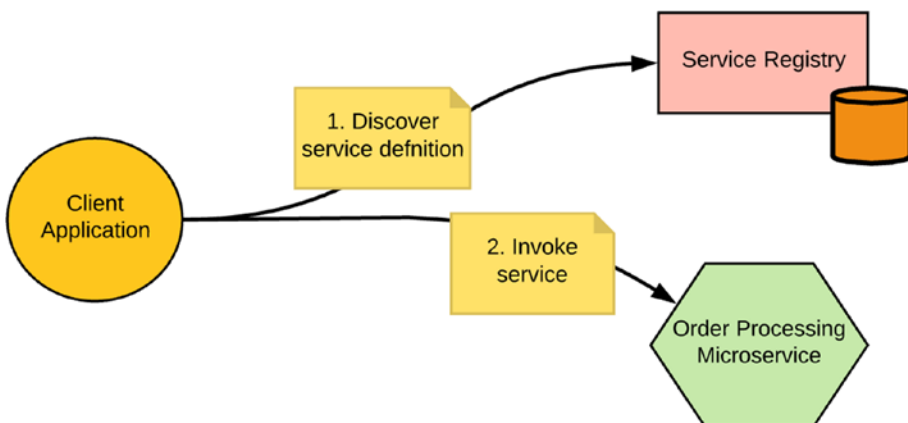 Service Registry
1. Discover
service defnition
Client
Application
2. Invoke
service
Order Processing
Microservice